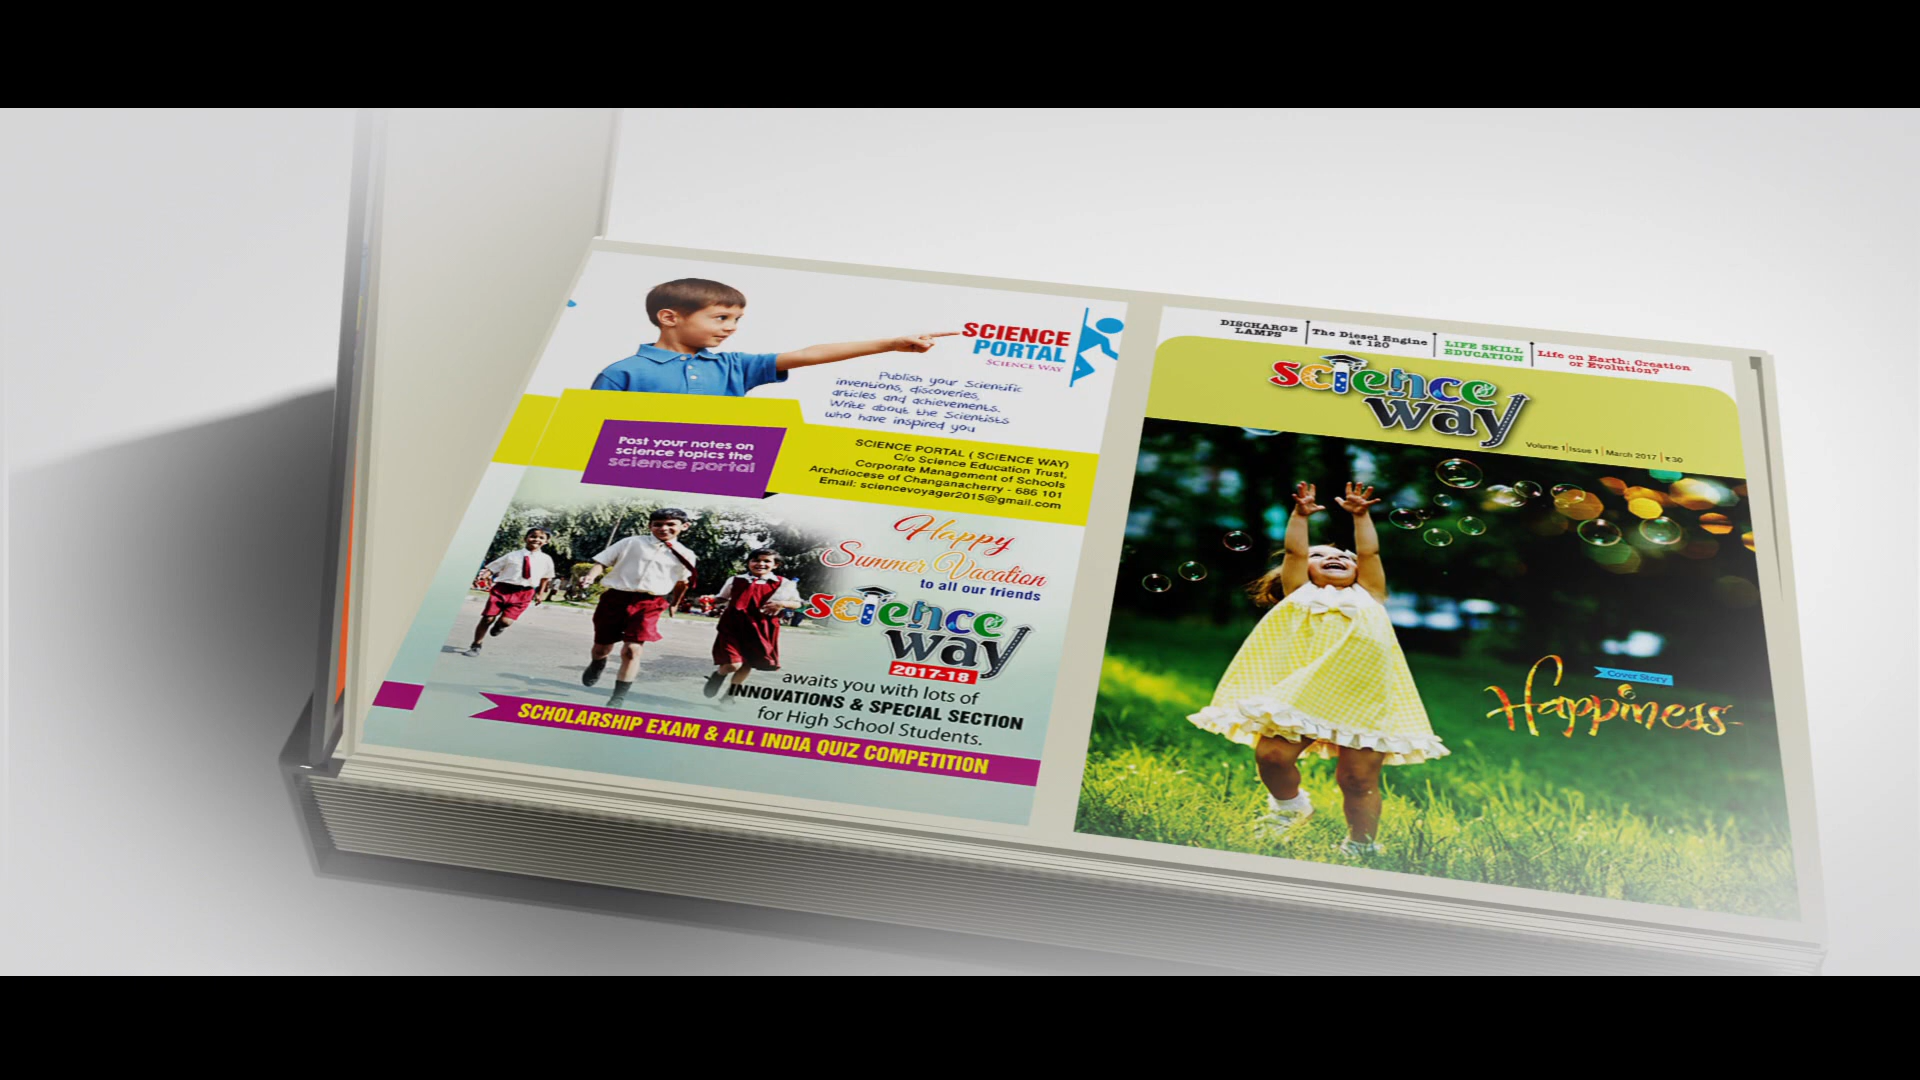 SCIENCE
PORTAL
SCIENCE WAY
Publish your Scientific
inventions, discoveries,
articles and achievements.
Write about the Scientists
who have inspired you
Post your notes on
science topics the
science portal
SCIENCE PORTAL ( SCIENCE WAY)
C/o Science Education Trust,
Corporate Management of Schools
Archdiocese of Changanacherry - 686 101
Email: sciencevoyager2015@gmail.com
Happy
Summer Vacation
to all our friends
science
way
2017-18
awaits you with lots of
INNOVATIONS & SPECIAL SECTION
for High School Students.
SCHOLARSHIP EXAM & ALL INDIA QUIZ COMPETITION
DISCHARGE
LAMPS
The Diesel Engine
at 120
LIFE SKILL
EDUCATION
Life on Earth: Creation
or Evolution?
science
way
Volume 1 | Issue 1 | March 2017 | ₹ 30
Cover Story
Happiness